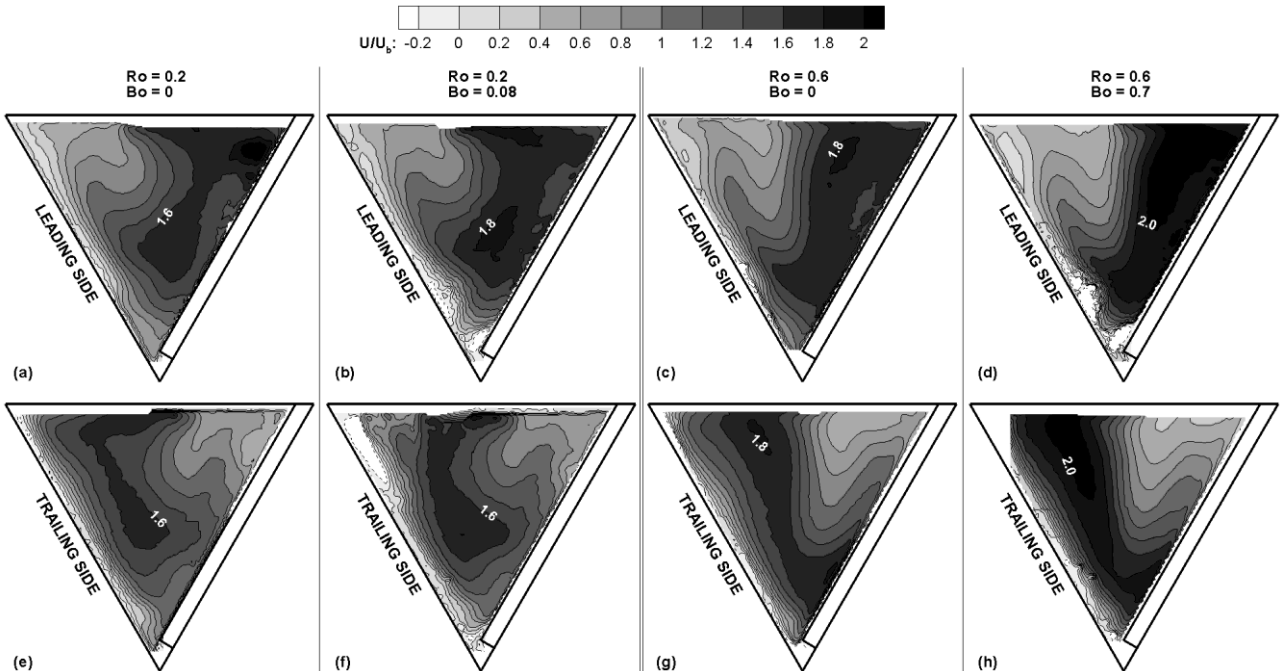 U/Ub: -0.2 0 0.2 0.4 0.6 0.8 1 1.2 1.4 1.6 1.8 2
Ro = 0.2
Bo = 0
Ro = 0.2
Bo = 0.08
Ro = 0.6
Bo = 0
Ro = 0.6
Bo = 0.7
1.6
LEADING SIDE
(a)
1.8
LEADING SIDE
(b)
1.8
LEADING SIDE
(c)
2.0
LEADING SIDE
(d)
1.6
TRAILING SIDE
(e)
1.6
TRAILING SIDE
(f)
1.8
TRAILING SIDE
(g)
2.0
TRAILING SIDE
(h)